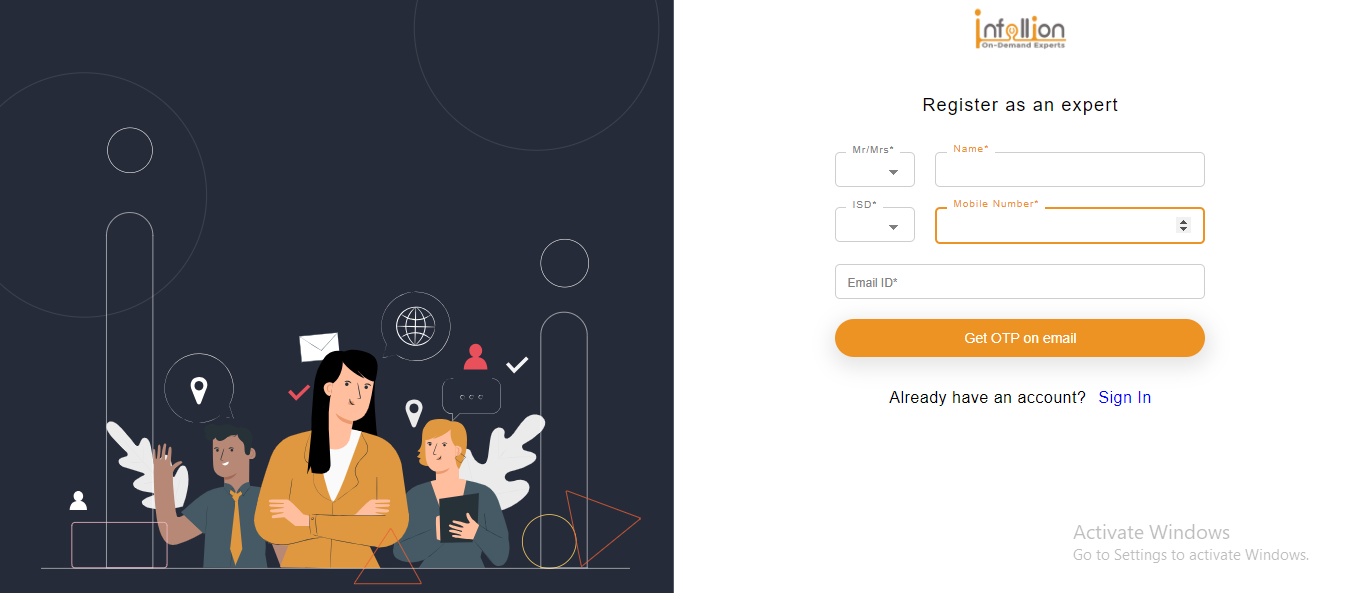 infollion
On-Demand Experts
Register as an expert
Mr/Mrs*
Name*
ISD*
Mobile Number*
Email ID*
Get OTP on email
Already have an account? Sign In
Activate Windows
Go to Settings to activate Windows.